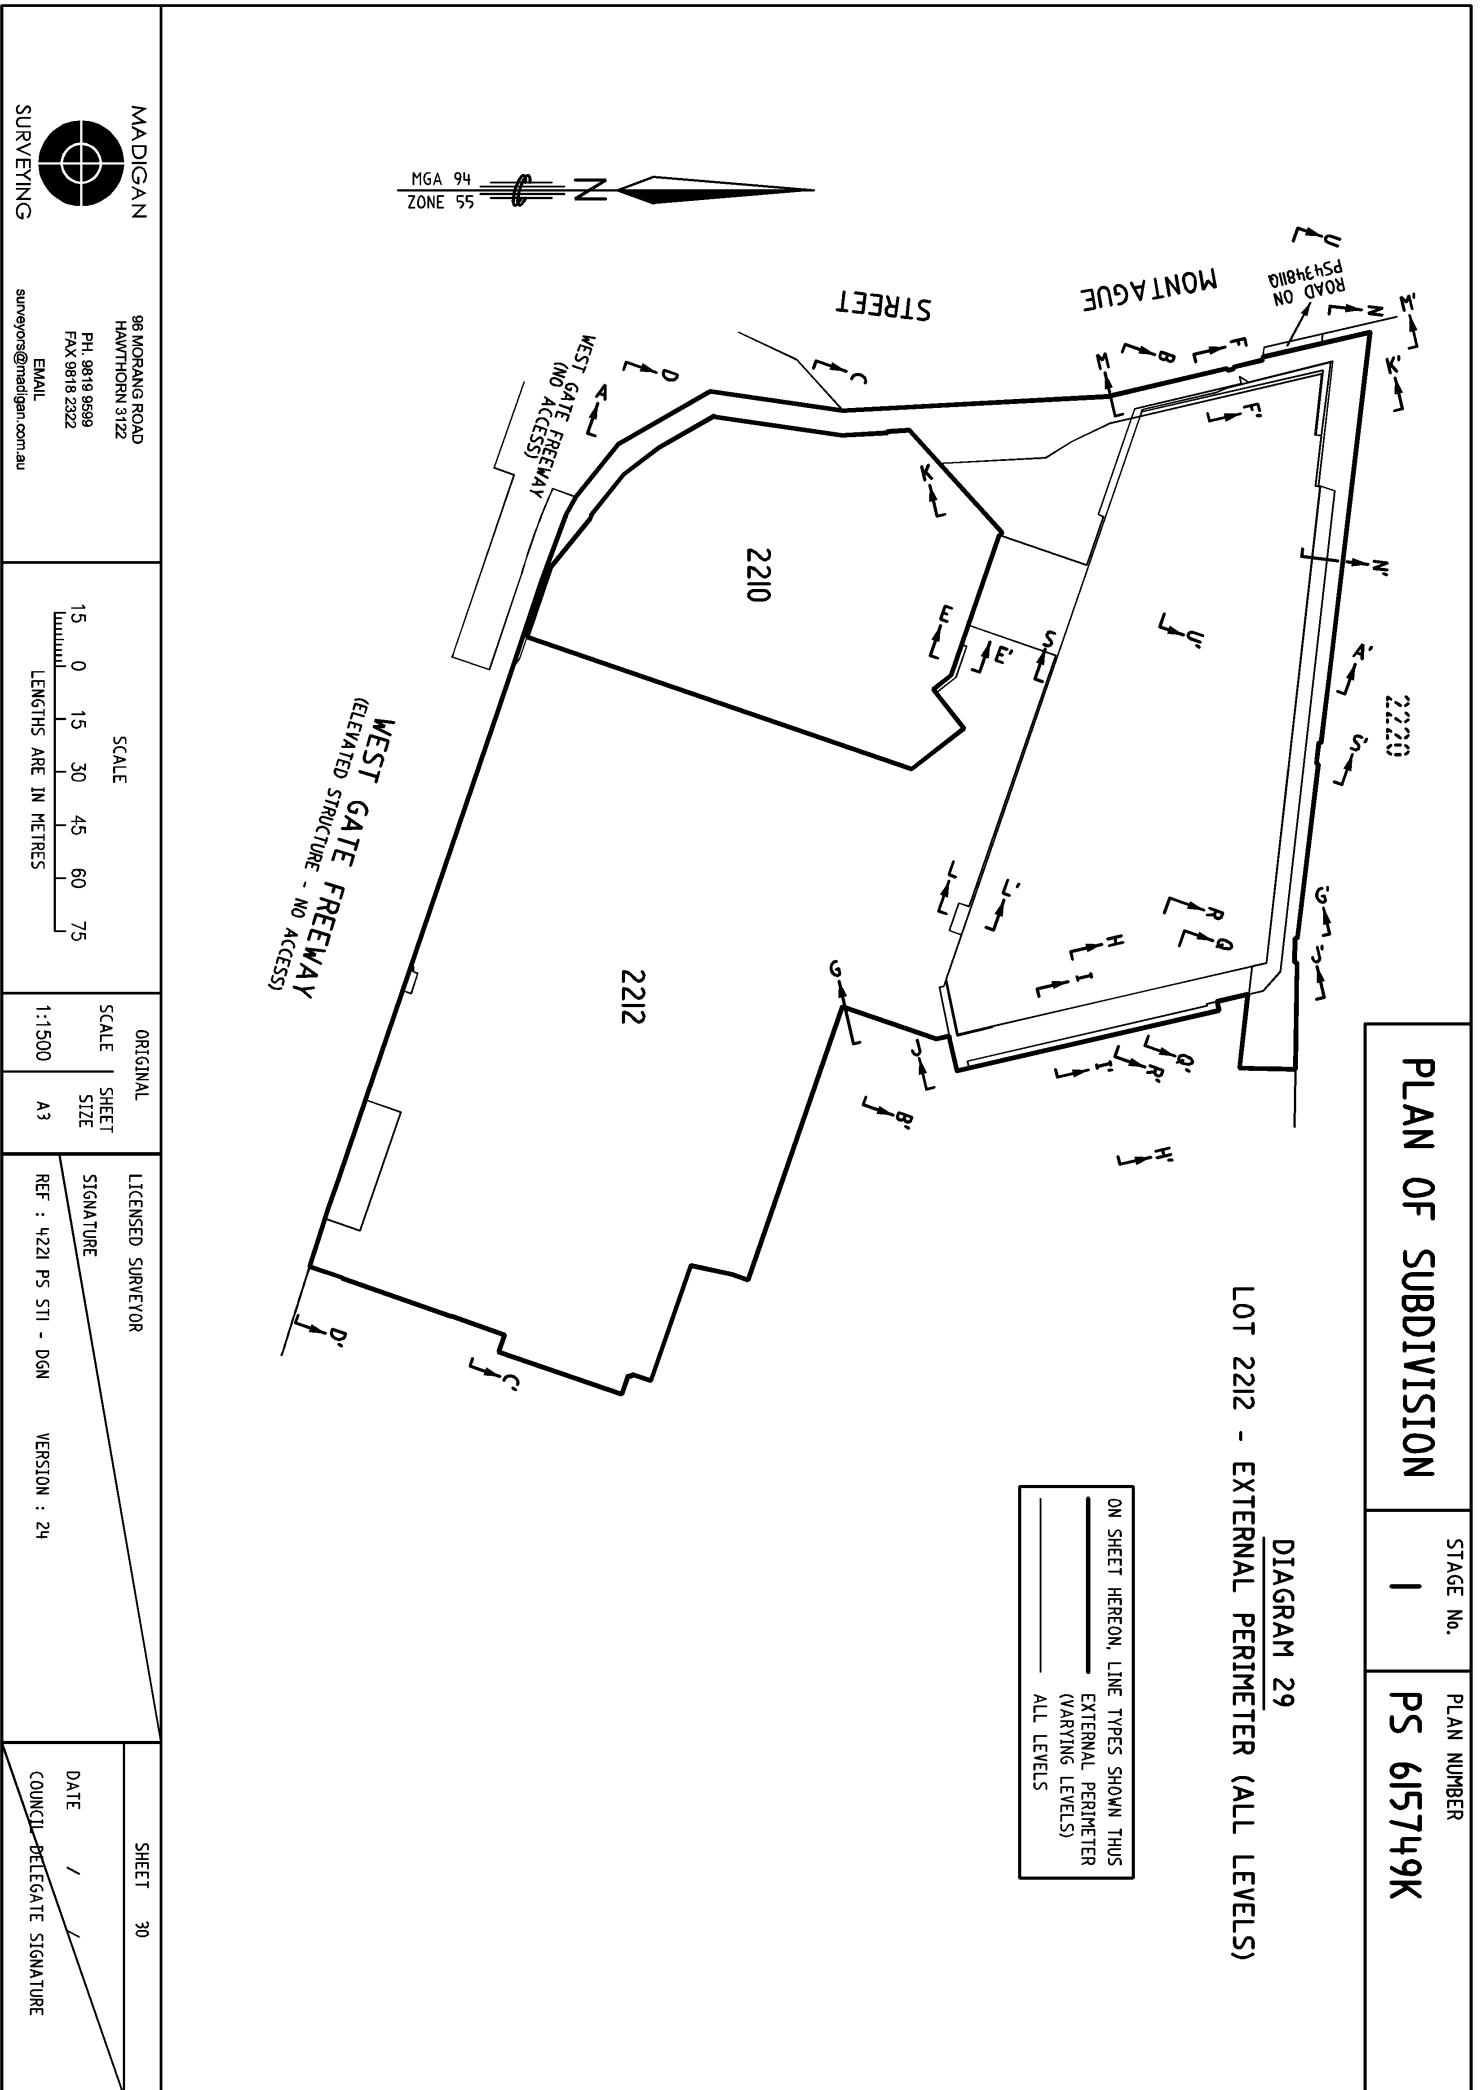 PLAN OF SUBDIVISION
STAGE No.
1
PLAN NUMBER
PS 615749K
DIAGRAM 29
LOT 2212 - EXTERNAL PERIMETER (ALL LEVELS)
ON SHEET HEREON, LINE TYPES SHOWN THUS
EXTERNAL PERIMETER
(VARYING LEVELS)
ALL LEVELS
MGA 94
ZONE 55
N
2220
ROAD ON
PS434811Q
MONTAGUE
STREET
WEST GATE FREEWAY
(NO ACCESS)
2210
2212
WEST GATE FREEWAY
(ELEVATED STRUCTURE - NO ACCESS)
U
N
M'
K'
F
B
M
F'
C
D
A
K
N'
U'
A'
S'
E
E'
S
L
L'
R
Q
H
I
G'
J'
G
J
I'
R'
Q'
B'
H'
D'
C'
MADIGAN
SURVEYING
96 MORANG ROAD
HAWTHORN 3122
PH. 9819 9599
FAX 9818 2322
EMAIL
surveyors@madigan.com.au
SCALE
15 0 15 30 45 60 75
LENGTHS ARE IN METRES
ORIGINAL
SCALE
SHEET
SIZE
1:1500
A3
LICENSED SURVEYOR
SIGNATURE
REF : 4221 PS ST1 - DGN VERSION : 24
SHEET 30
DATE / /
COUNCIL DELEGATE SIGNATURE